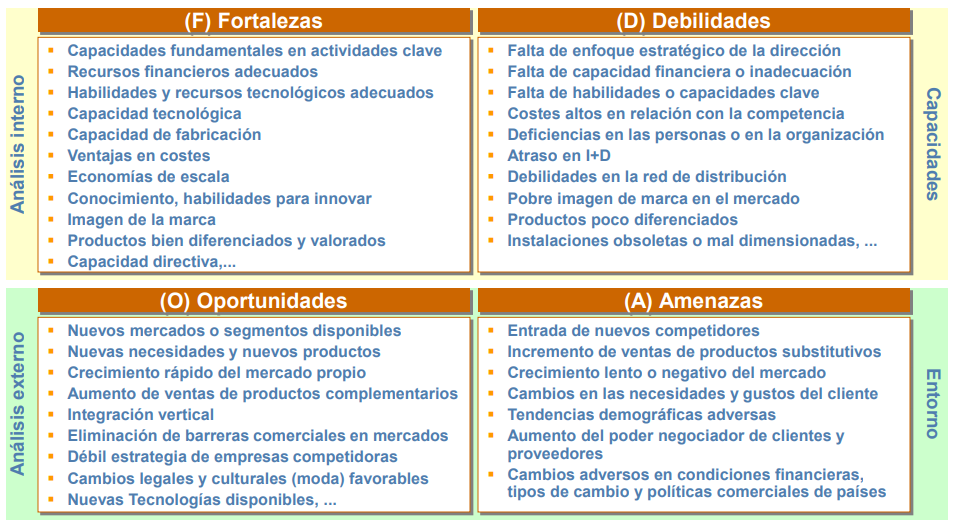 (F) Fortalezas
Capacidades fundamentales en actividades clave
Recursos financieros adecuados
Habilidades y recursos tecnológicos adecuados
Capacidad tecnológica
Capacidad de fabricación
Ventajas en costes
Economías de escala
Conocimiento, habilidades para innovar
Imagen de la marca
Productos bien diferenciados y valorados
Capacidad directiva,...
(D) Debilidades
Falta de enfoque estratégico de la dirección
Falta de capacidad financiera o inadecuación
Falta de habilidades o capacidades clave
Costes altos en relación con la competencia
Deficiencias en las personas o en la organización
Atraso en I+D
Debilidades en la red de distribución
Pobre imagen de marca en el mercado
Productos poco diferenciados
Instalaciones obsoletas o mal dimensionadas, ...
Análisis interno
Capacidades
(O) Oportunidades
Nuevos mercados o segmentos disponibles
Nuevas necesidades y nuevos productos
Crecimiento rápido del mercado propio
Aumento de ventas de productos complementarios
Integración vertical
Eliminación de barreras comerciales en mercados
Débil estrategia de empresas competidoras
Cambios legales y culturales (moda) favorables
Nuevas Tecnologías disponibles, ...
(A) Amenazas
Entrada de nuevos competidores
Incremento de ventas de productos substitutivos
Crecimiento lento o negativo del mercado
Cambios en las necesidades y gustos del cliente
Tendencias demográficas adversas
Aumento del poder negociador de clientes y
proveedores
Cambios adversos en condiciones financieras,
tipos de cambio y políticas comerciales de países
Análisis externo
Entorno